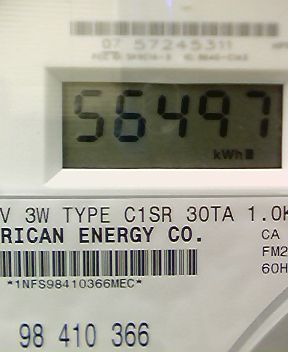 07 57245311
56497
kWh
V 3W TYPE C1SR 30TA 1.0K
RICAN ENERGY CO.
CA
FM2
60H
*1NFS98410366MEC*
98 410 366